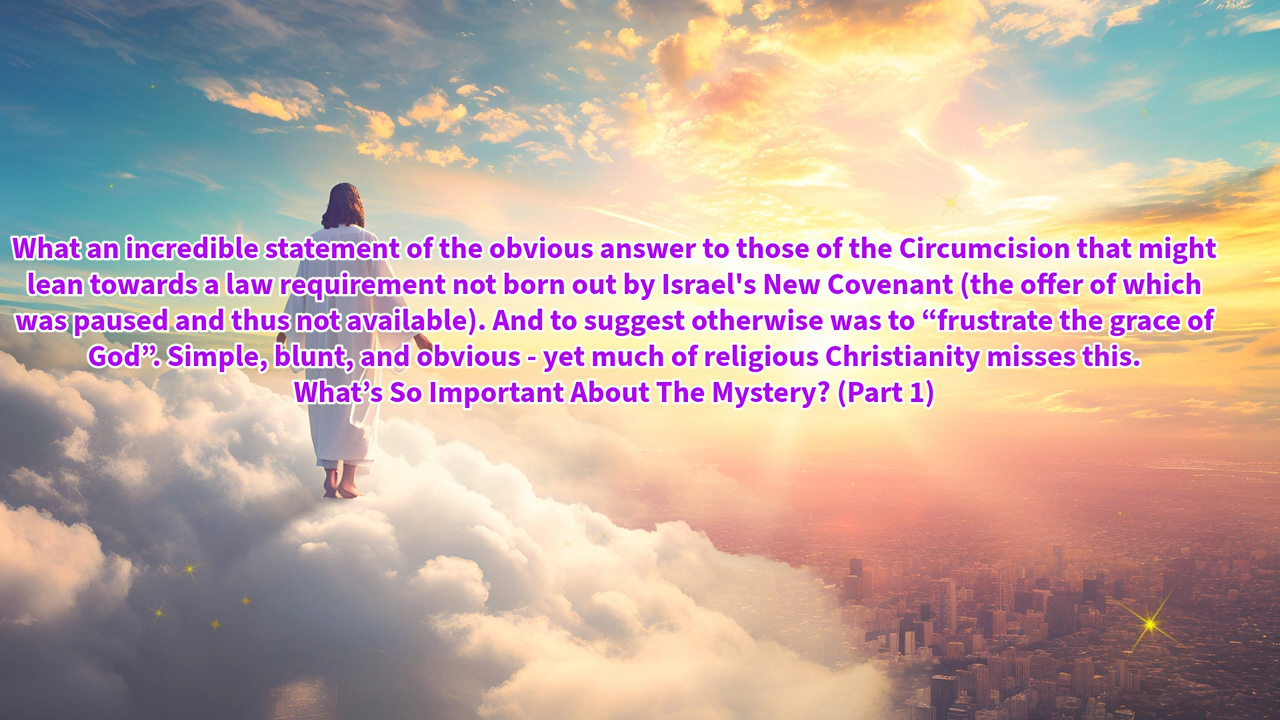 What an incredible statement of the obvious answer to those of the Circumcision that might
lean towards a law requirement not born out by Israel's New Covenant (the offer of which
was paused and thus not available). And to suggest otherwise was to “frustrate the grace of
God”. Simple, blunt, and obvious - yet much of religious Christianity misses this.
What’s So Important About The Mystery? (Part 1)